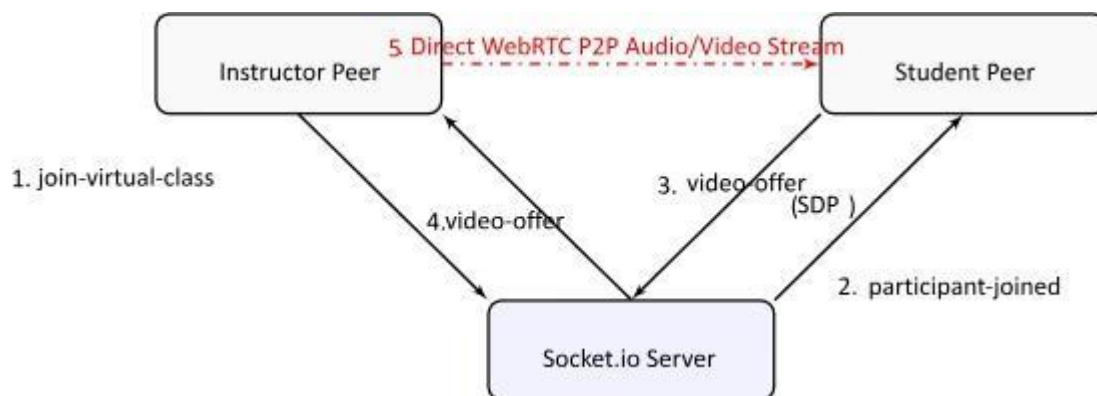 5. Direct WebRTC P2P Audio/Video Stream
Instructor Peer
Student Peer
1. join-virtual-class
3. video-offer
(SDP )
4.video-offer
2. participant-joined
Socket.io Server